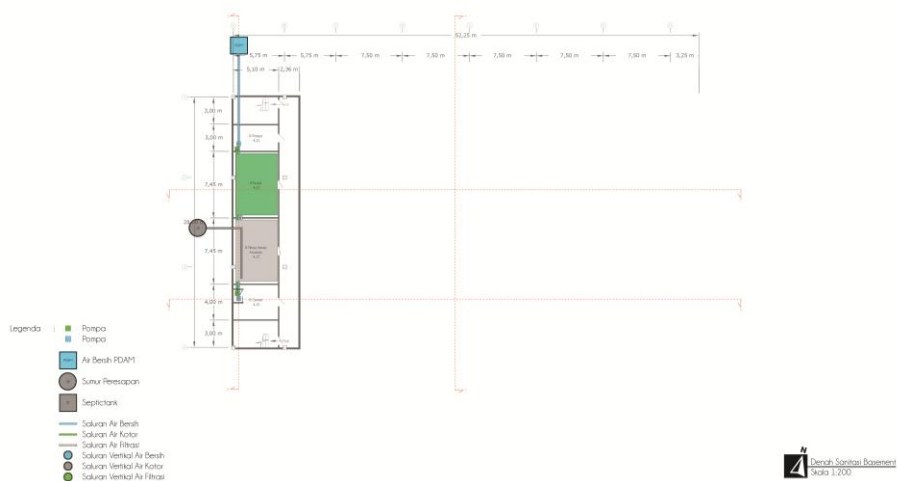 52,25 m
5,75 m
5,75 m
7,50 m
7,50 m
7,50 m
7,50 m
7,50 m
3,25 m
5,10 m
2,36 m
3,00 m
3,00 m
7,45 m
7,45 m
4,00 m
3,00 m
Legenda :
Pompa
Pompa
Air Bersih PDAM
Sumur Peresapan
Septictank
Saluran Air Bersih
Saluran Air Kotor
Saluran Air Filtrasi
Saluran Vertikal Air Bersih
Saluran Vertikal Air Kotor
Saluran Vertikal Air Filtrasi
N
Denah Sanitasi Basement
Skala 1:200